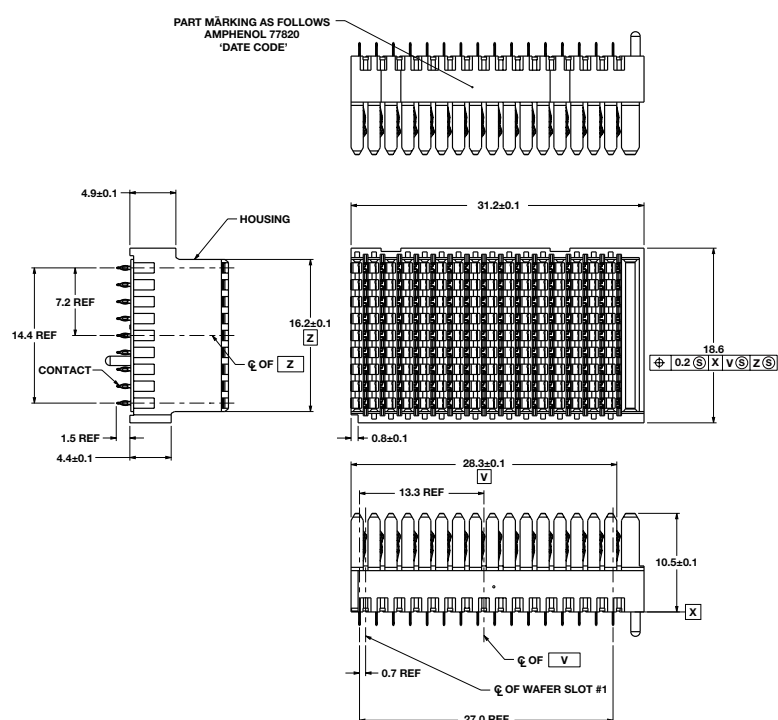 PART MARKING AS FOLLOWS
AMPHENOL 77820
‘DATE CODE’
4.9±0.1
HOUSING
31.2±0.1
7.2 REF
14.4 REF
16.2±0.1
Z
CONTACT
℄ OF Z
18.6
⌖ 0.2 Ⓢ X V Ⓢ Z Ⓢ
1.5 REF
4.4±0.1
0.8±0.1
28.3±0.1
V
13.3 REF
10.5±0.1
X
℄ OF V
0.7 REF
℄ OF WAFER SLOT #1
27.0 REF